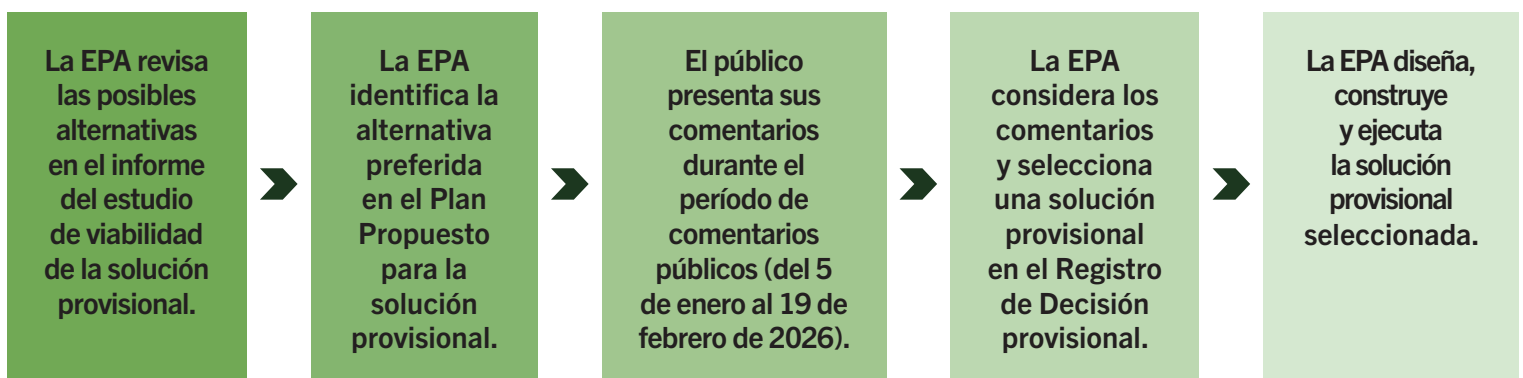 La EPA revisa
las posibles
alternativas
en el informe
del estudio
de viabilidad
de la solución
provisional.
La EPA
identifica la
alternativa
preferida
en el Plan
Propuesto
para la
solución
provisional.
El público
presenta sus
comentarios
durante el
período de
comentarios
públicos (del 5
de enero al 19 de
febrero de 2026).
La EPA
considera los
comentarios
y selecciona
una solución
provisional
en el Registro
de Decisión
provisional.
La EPA diseña,
construye
y ejecuta
la solución
provisional
seleccionada.